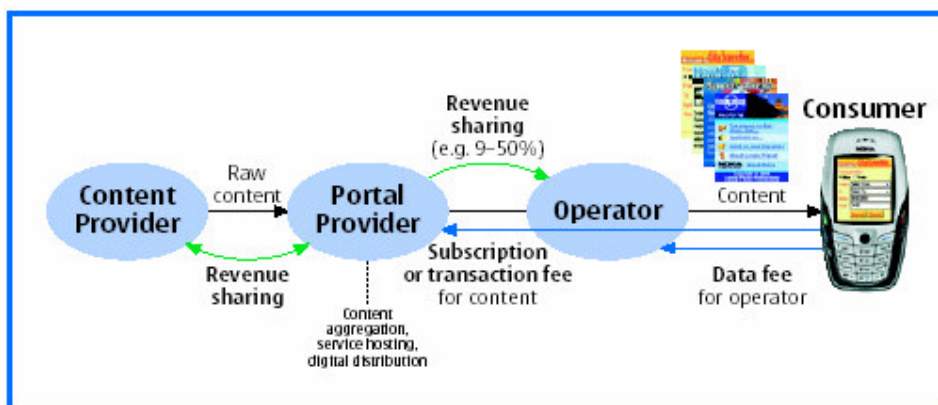 Revenue
sharing
(e.g. 9–50%)
Consumer
NOKIA
Content
Provider
Raw
content
Portal
Provider
Operator
Content
Revenue
sharing
Subscription
or transaction fee
for content
Data fee
for operator
Content
aggregation,
service hosting,
digital distribution